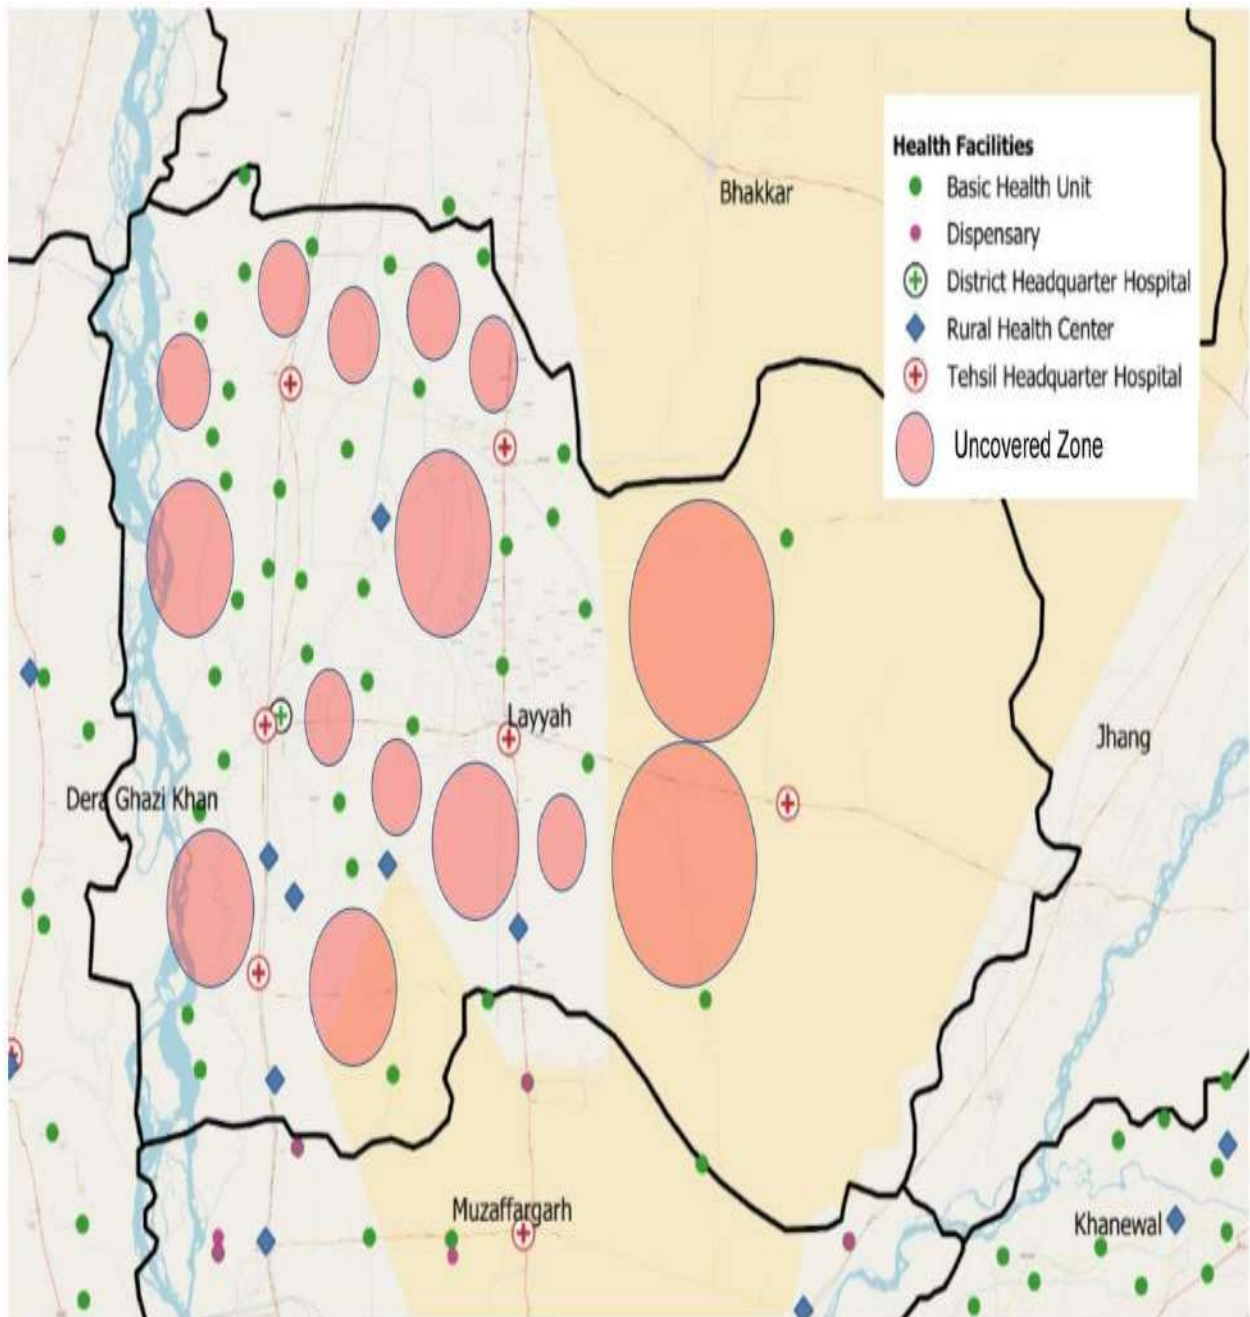 Health Facilities
Basic Health Unit
Dispensary
District Headquarter Hospital
Rural Health Center
Tehsil Headquarter Hospital
Uncovered Zone
Bhakkar
Layyah
Jhang
Dera Ghazi Khan
Muzaffargarh
Khanewal